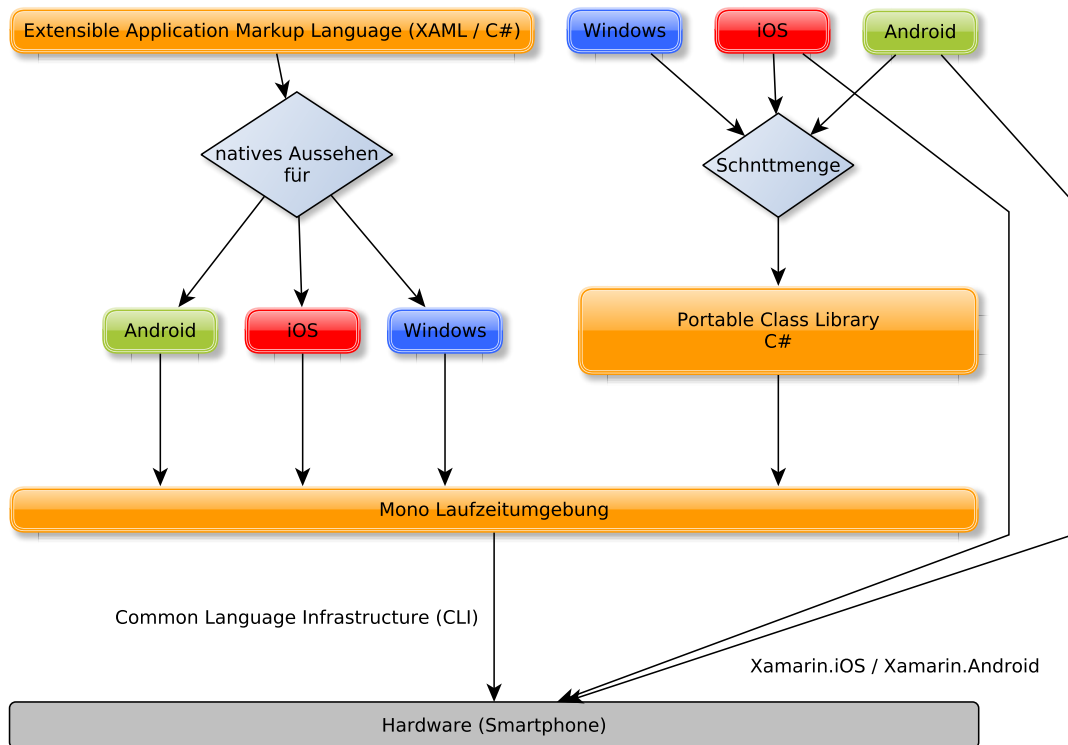 Extensible Application Markup Language (XAML / C#)
Windows
iOS
Android
natives Aussehen
für
Schnttmenge
Android
iOS
Windows
Portable Class Library
C#
Mono Laufzeitumgebung
Common Language Infrastructure (CLI)
Xamarin.iOS / Xamarin.Android
Hardware (Smartphone)